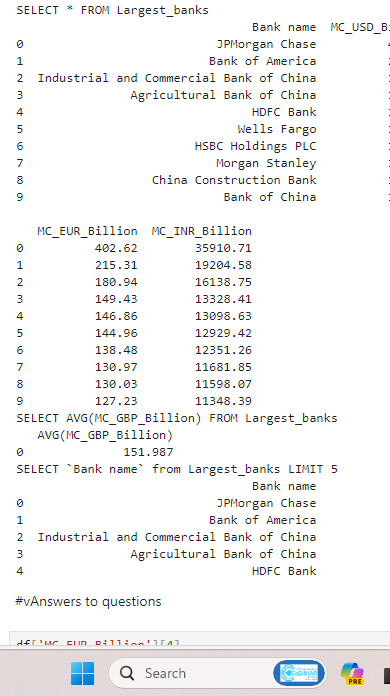 SELECT * FROM Largest_banks
Bank name MC_USD_Bi
0 JPMorgan Chase
1 Bank of America
2 Industrial and Commercial Bank of China
3 Agricultural Bank of China
4 HDFC Bank
5 Wells Fargo
6 HSBC Holdings PLC
7 Morgan Stanley
8 China Construction Bank
9 Bank of China
MC_EUR_Billion MC_INR_Billion
0 402.62 35910.71
1 215.31 19204.58
2 180.94 16138.75
3 149.43 13328.41
4 146.86 13098.63
5 144.96 12929.42
6 138.48 12351.26
7 130.97 11681.85
8 130.03 11598.07
9 127.23 11348.39
SELECT AVG(MC_GBP_Billion) FROM Largest_banks
AVG(MC_GBP_Billion)
0 151.987
SELECT `Bank name` from Largest_banks LIMIT 5
Bank name
0 JPMorgan Chase
1 Bank of America
2 Industrial and Commercial Bank of China
3 Agricultural Bank of China
4 HDFC Bank
#vAnswers to questions
df['MC_EUR_Billion'][4]
Search
PRE